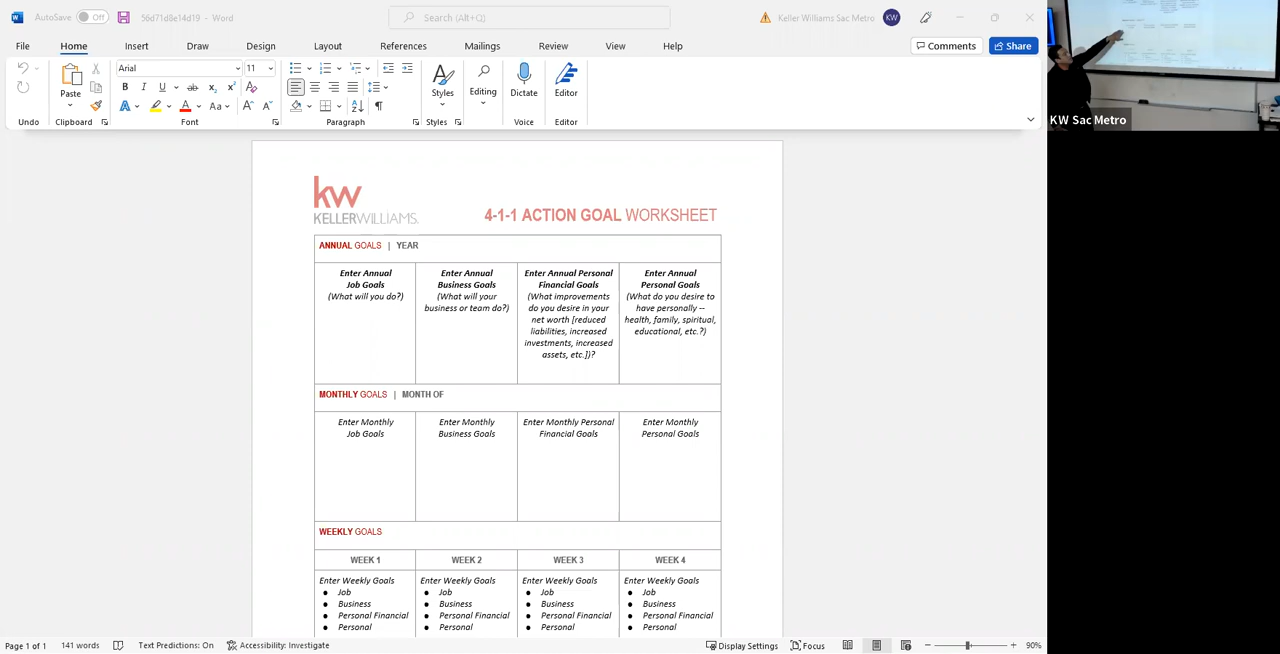 AutoSave Off 56d71d8e14d19 - Word Search (Alt+Q) Keller Williams Sac Metro KW
File Home Insert Draw Design Layout References Mailings Review View Help Comments Share
Arial 11
Paste Styles Editing Dictate Editor
B I U ab x₂ x² A
A A Aa A A
Undo Clipboard Font Paragraph Styles Voice Editor
KW Sac Metro
kw
KELLERWILLIAMS.
4-1-1 ACTION GOAL WORKSHEET
ANNUAL GOALS | YEAR
Enter Annual Job Goals (What will you do?)
Enter Annual Business Goals (What will your business or team do?)
Enter Annual Personal Financial Goals (What improvements do you desire in your net worth [reduced liabilities, increased investments, increased assets, etc.])?
Enter Annual Personal Goals (What do you desire to have personally -- health, family, spiritual, educational, etc.?)
MONTHLY GOALS | MONTH OF
Enter Monthly Job Goals
Enter Monthly Business Goals
Enter Monthly Personal Financial Goals
Enter Monthly Personal Goals
WEEKLY GOALS
WEEK 1 WEEK 2 WEEK 3 WEEK 4
Enter Weekly Goals Enter Weekly Goals Enter Weekly Goals Enter Weekly Goals
● Job ● Job ● Job ● Job
● Business ● Business ● Business ● Business
● Personal Financial ● Personal Financial ● Personal Financial ● Personal Financial
● Personal ● Personal ● Personal ● Personal
Page 1 of 1 141 words Text Predictions: On Accessibility: Investigate Display Settings Focus 90%